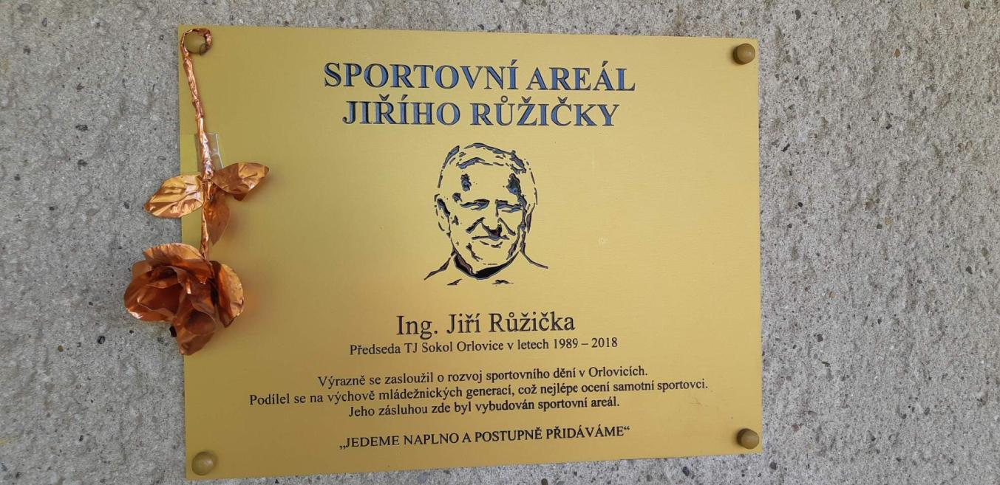 SPORTOVNÍ AREÁL
JIŘÍHO RŮŽIČKY
Ing. Jiří Růžička
Předseda TJ Sokol Orlovice v letech 1989 – 2018
Výrazně se zasloužil o rozvoj sportovního dění v Orlovicích.
Podílel se na výchově mládežnických generací, což nejlépe ocení samotní sportovci.
Jeho zásluhou zde byl vybudován sportovní areál.
„JEDEME NAPLNO A POSTUPNĚ PŘIDÁVÁME“